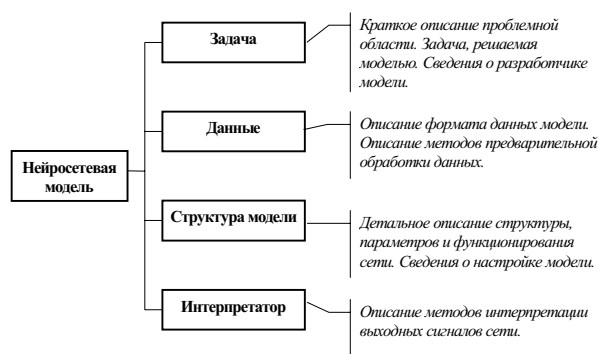 Задача
Краткое описание проблемной
области. Задача, решаемая
моделью. Сведения о разработчике
модели.
Данные
Описание формата данных модели.
Описание методов предварительной
обработки данных.
Нейросетевая
модель
Структура модели
Детальное описание структуры,
параметров и функционирования
сети. Сведения о настройке модели.
Интерпретатор
Описание методов интерпретации
выходных сигналов сети.